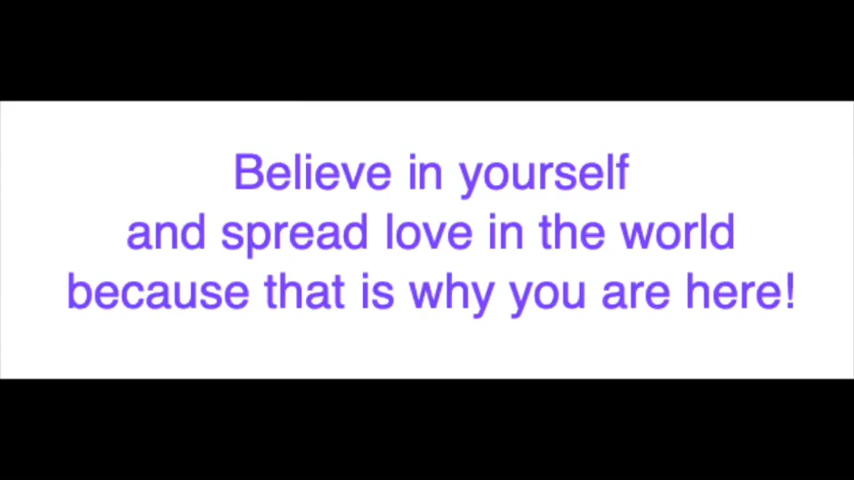 Believe in yourself
and spread love in the world
because that is why you are here!